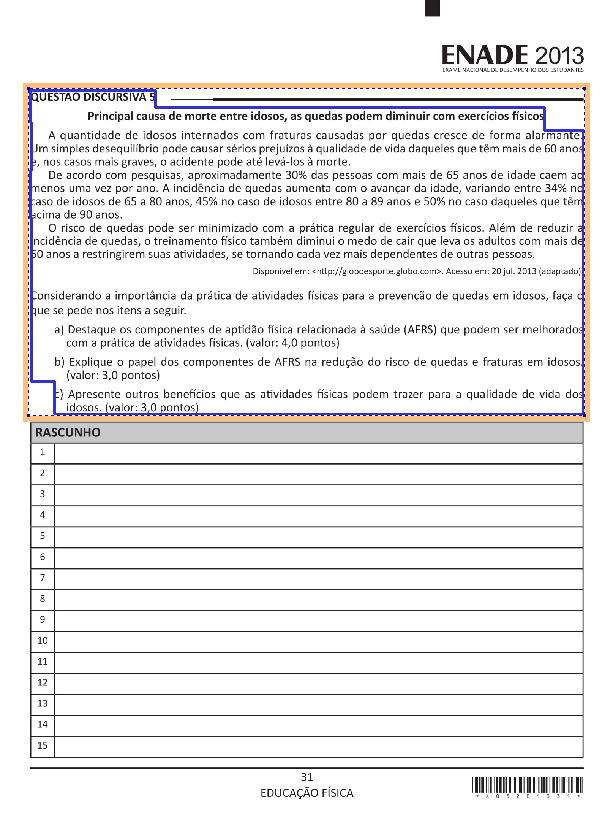 ENADE 2013
EXAME NACIONAL DE DESEMPENHO DOS ESTUDANTES
QUESTÃO DISCURSIVA 5
Principal causa de morte entre idosos, as quedas podem diminuir com exercícios físicos
A quantidade de idosos internados com fraturas causadas por quedas cresce de forma alarmante.
Um simples desequilíbrio pode causar sérios prejuízos à qualidade de vida daqueles que têm mais de 60 anos
e, nos casos mais graves, o acidente pode até levá-los à morte.
De acordo com pesquisas, aproximadamente 30% das pessoas com mais de 65 anos de idade caem ao
menos uma vez por ano. A incidência de quedas aumenta com o avançar da idade, variando entre 34% no
caso de idosos de 65 a 80 anos, 45% no caso de idosos entre 80 a 89 anos e 50% no caso daqueles que têm
acima de 90 anos.
O risco de quedas pode ser minimizado com a prática regular de exercícios físicos. Além de reduzir a
incidência de quedas, o treinamento físico também diminui o medo de cair que leva os adultos com mais de
60 anos a restringirem suas atividades, se tornando cada vez mais dependentes de outras pessoas.
Disponível em: <http://globoesporte.globo.com>. Acesso em: 20 jul. 2013 (adaptado).
Considerando a importância da prática de atividades físicas para a prevenção de quedas em idosos, faça o
que se pede nos itens a seguir.
a) Destaque os componentes de aptidão física relacionada à saúde (AFRS) que podem ser melhorados
com a prática de atividades físicas. (valor: 4,0 pontos)
b) Explique o papel dos componentes de AFRS na redução do risco de quedas e fraturas em idosos.
(valor: 3,0 pontos)
c) Apresente outros benefícios que as atividades físicas podem trazer para a qualidade de vida dos
idosos. (valor: 3,0 pontos)
RASCUNHO
1
2
3
4
5
6
7
8
9
10
11
12
13
14
15
31
EDUCAÇÃO FÍSICA